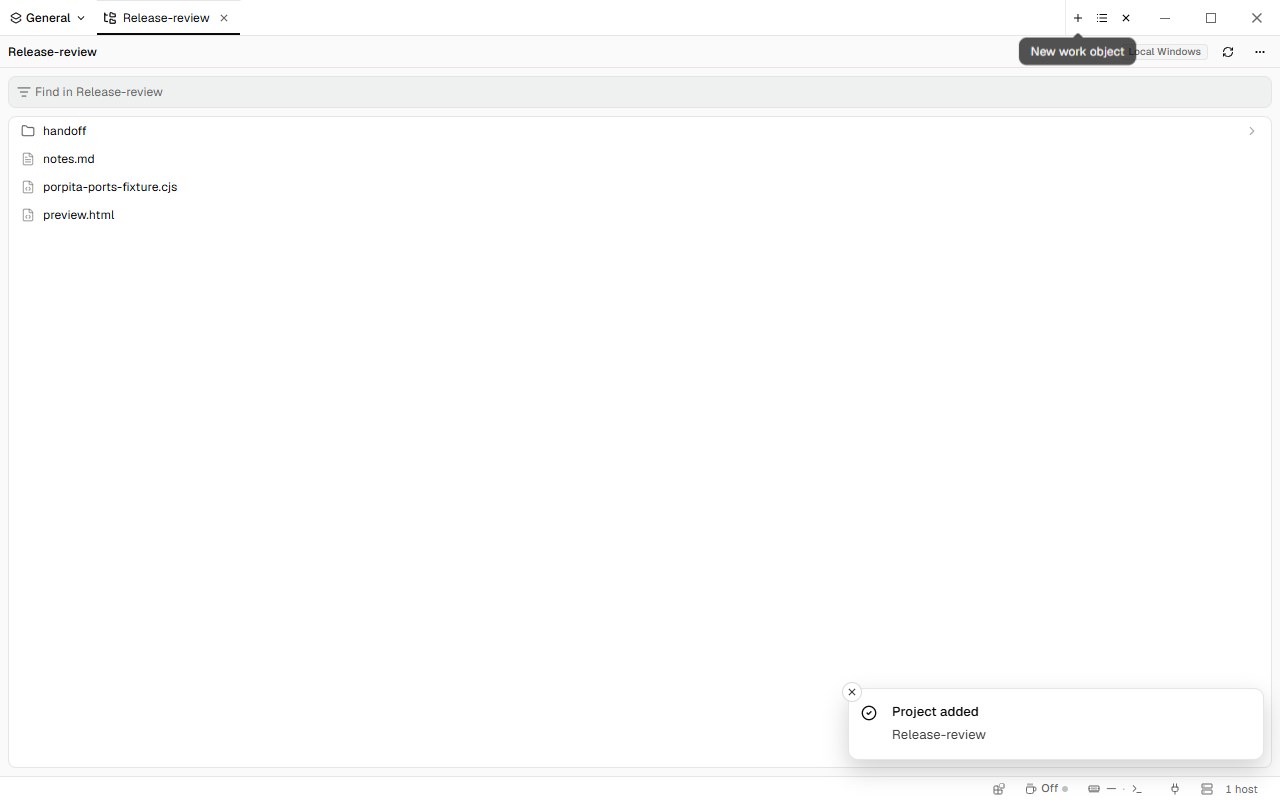 General
Release-review
Release-review
New work object
ocal Windows
Find in Release-review
handoff
notes.md
porpita-ports-fixture.cjs
preview.html
Project added
Release-review
Off
1 host